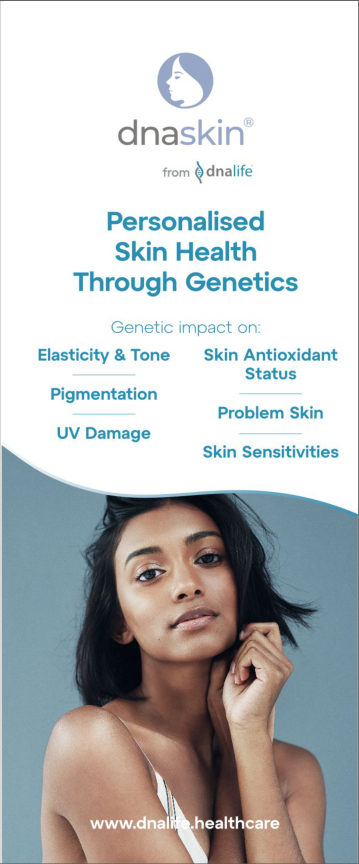 dnaskin®
from dnalife
Personalised
Skin Health
Through Genetics
Genetic impact on:
Elasticity & Tone
Pigmentation
UV Damage
Skin Antioxidant
Status
Problem Skin
Skin Sensitivities
www.dnalife.healthcare